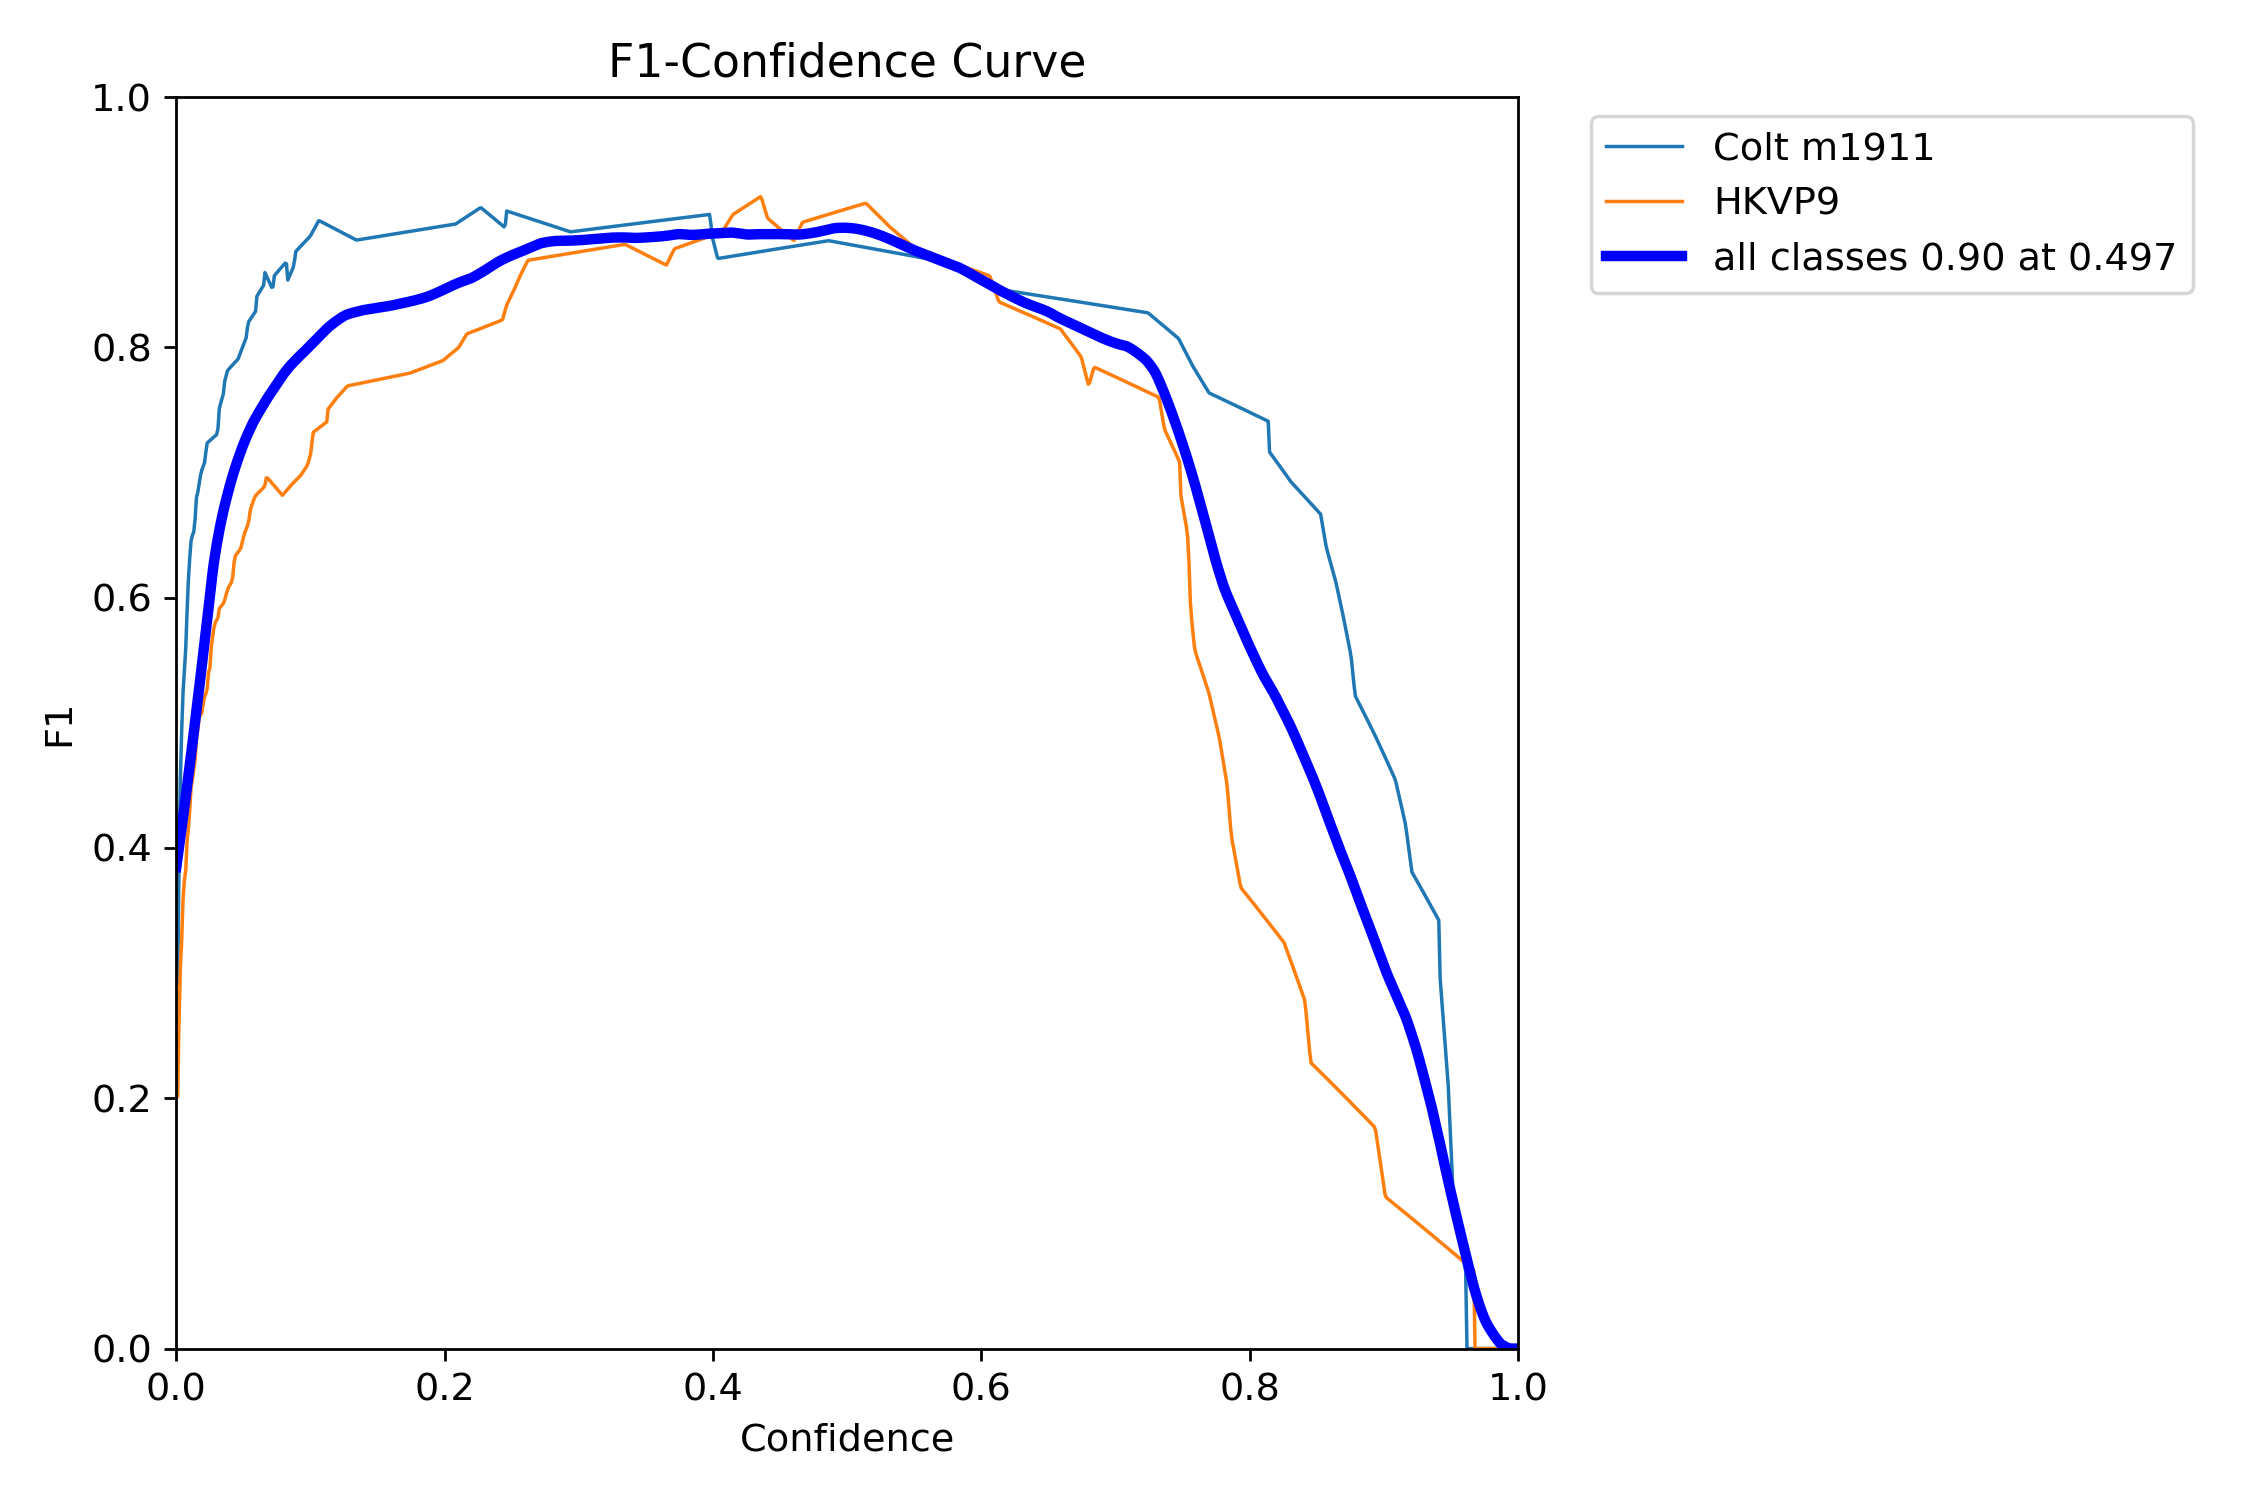 F1-Confidence Curve
1.0
0.8
0.6
0.4
0.2
0.0
F1
0.0 0.2 0.4 0.6 0.8 1.0
Confidence
Colt m1911
HKVP9
all classes 0.90 at 0.497